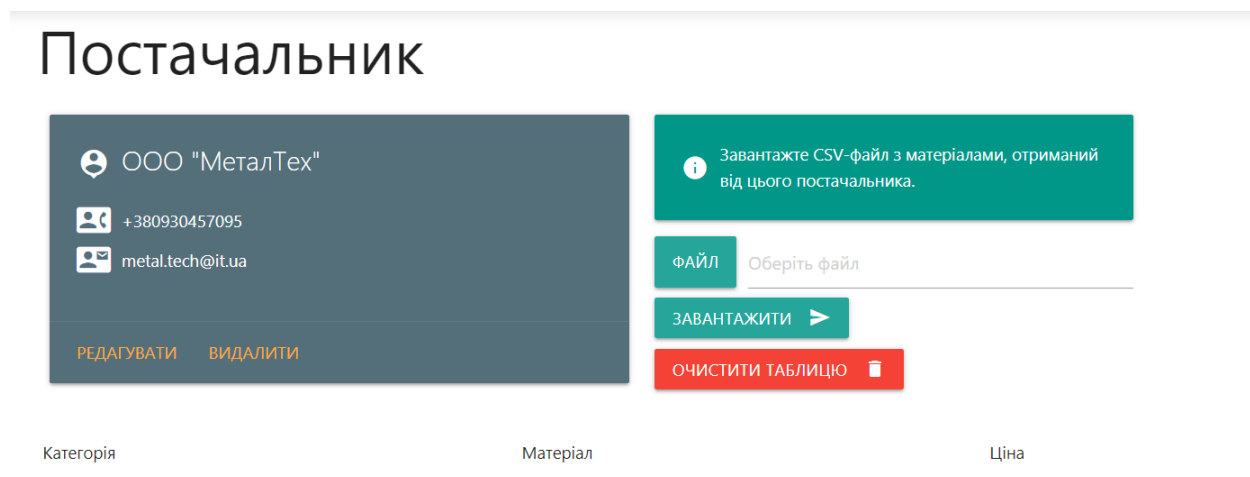 Постачальник
ООО "МеталТех"
+380930457095
metal.tech@it.ua
РЕДАГУВАТИ ВИДАЛИТИ
Завантажте CSV-файл з матеріалами, отриманий
від цього постачальника.
ФАЙЛ Оберіть файл
ЗАВАНТАЖИТИ
ОЧИСТИТИ ТАБЛИЦЮ
Категорія Матеріал Ціна